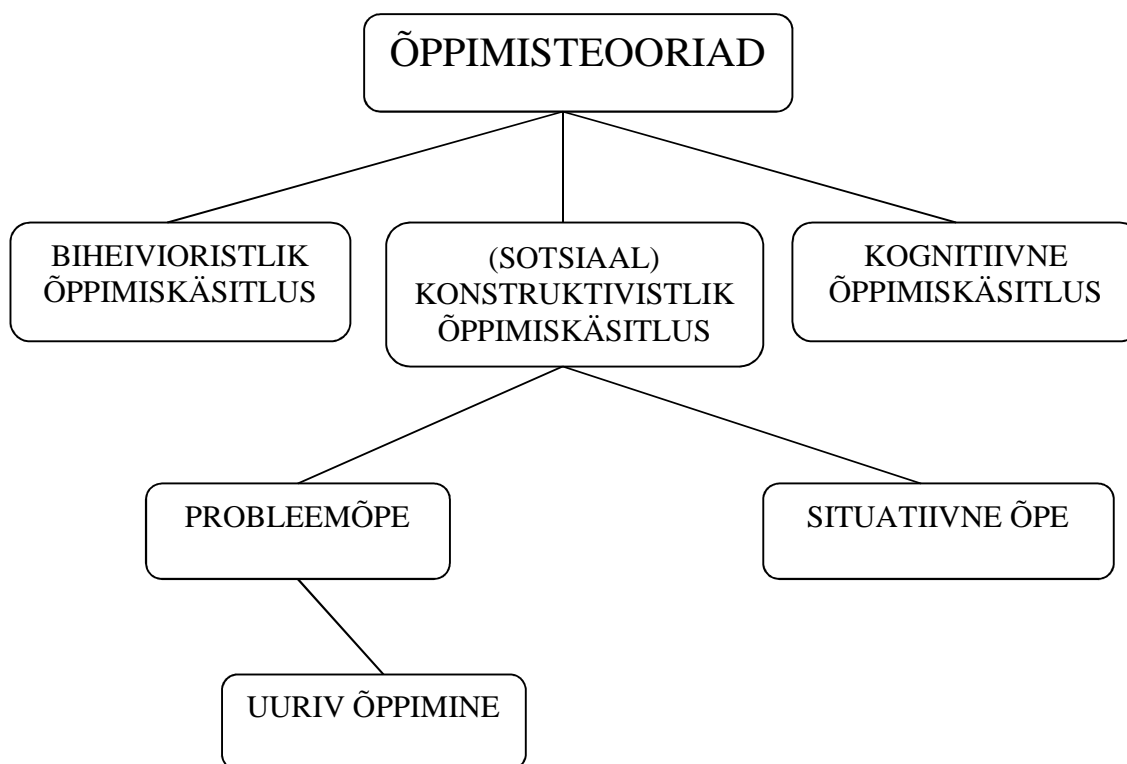 ÕPPIMISTEOORIAD
BIHEIVIORISTLIK
ÕPPIMISKÄSITLUS
(SOTSIAAL)
KONSTRUKTIVISTLIK
ÕPPIMISKÄSITLUS
KOGNITIIVNE
ÕPPIMISKÄSITLUS
PROBLEEMÕPE
SITUATIIVNE ÕPE
UURIV ÕPPIMINE